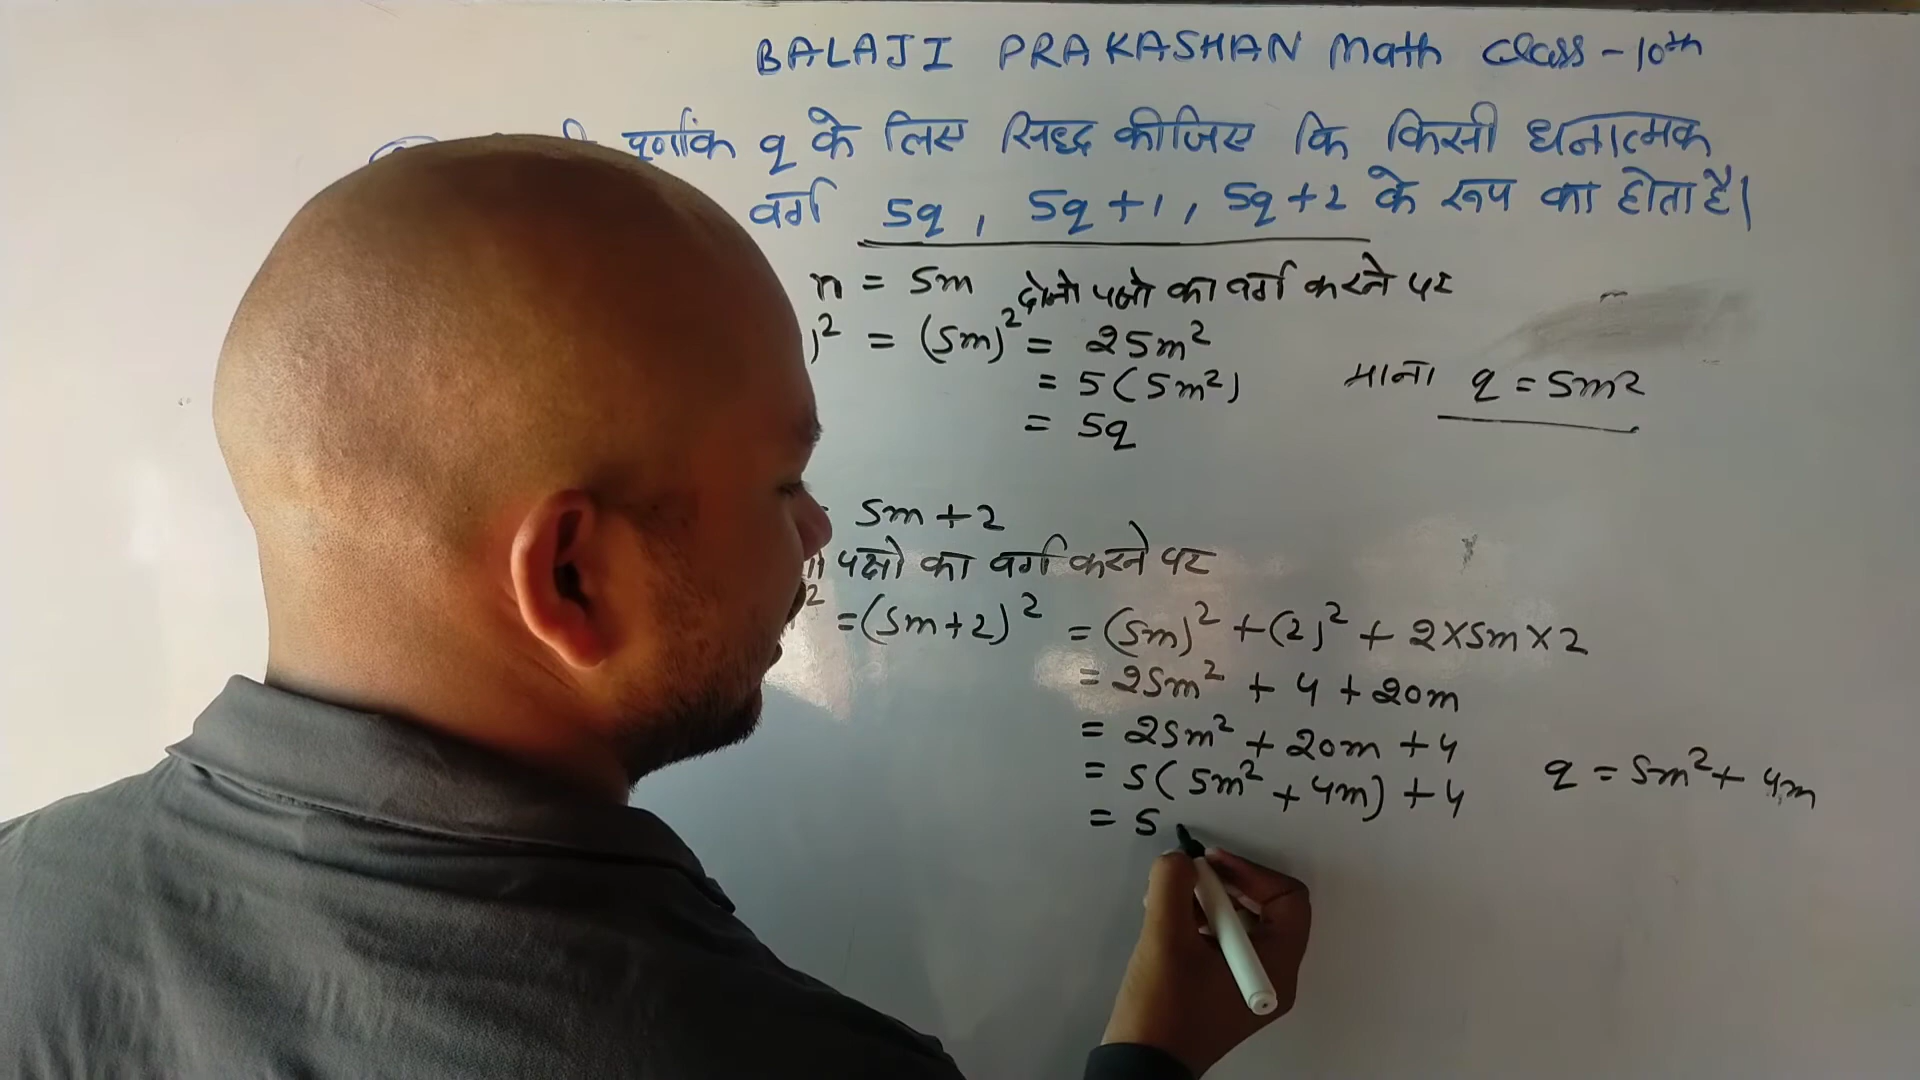 BALAJI PRAKASHAN Math Class - 10th
पूर्णांक q के लिए सिद्ध कीजिए कि किसी धनात्मक
वर्ग 5q, 5q+1, 5q+2 के रूप का होता है।
n = 5m दोनो पक्षो का वर्ग करने पर
)² = (5m)² = 25m²
= 5(5m²) माना q = 5m²
= 5q
= 5m+2
पक्षो का वर्ग करने पर
² = (5m+2)² = (5m)² + (2)² + 2×5m×2
= 25m² + 4 + 20m
= 25m² + 20m + 4
= 5(5m² + 4m) + 4 q = 5m² + 4m
= 5